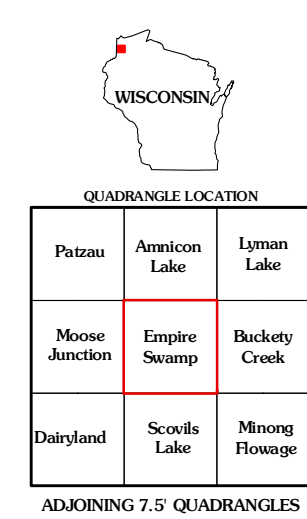 WISCONSIN
QUADRANGLE LOCATION
Patzau
Amnicon
Lake
Lyman
Lake
Moose
Junction
Empire
Swamp
Buckety
Creek
Dairyland
Scovils
Lake
Minong
Flowage
ADJOINING 7.5' QUADRANGLES